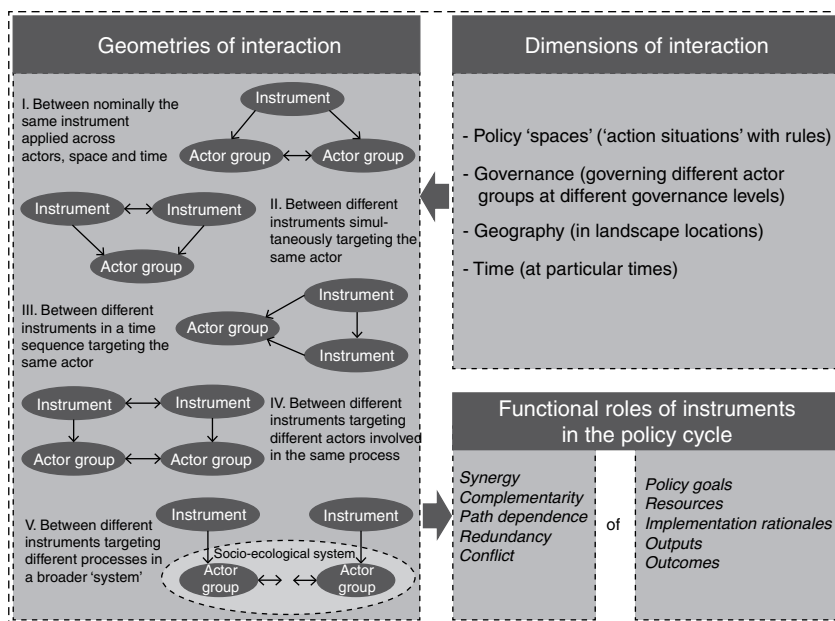 Geometries of interaction
I. Between nominally the
same instrument
applied across
actors, space and time
Instrument
Actor group
Actor group
Instrument
Instrument
Actor group
II. Between different
instruments simul-
taneously targeting the
same actor
III. Between different
instruments in a time
sequence targeting the
same actor
Instrument
Actor group
Instrument
Instrument
Instrument
Actor group
Actor group
IV. Between different
instruments targeting
different actors involved
in the same process
V. Between different
instruments targeting
different processes in
a broader ‘system’
Instrument
Instrument
Socio-ecological system
Actor
group
Actor
group
Dimensions of interaction
- Policy ‘spaces’ (‘action situations’ with rules)
- Governance (governing different actor
groups at different governance levels)
- Geography (in landscape locations)
- Time (at particular times)
Functional roles of instruments
in the policy cycle
Synergy
Complementarity
Path dependence
Redundancy
Conflict
of
Policy goals
Resources
Implementation rationales
Outputs
Outcomes